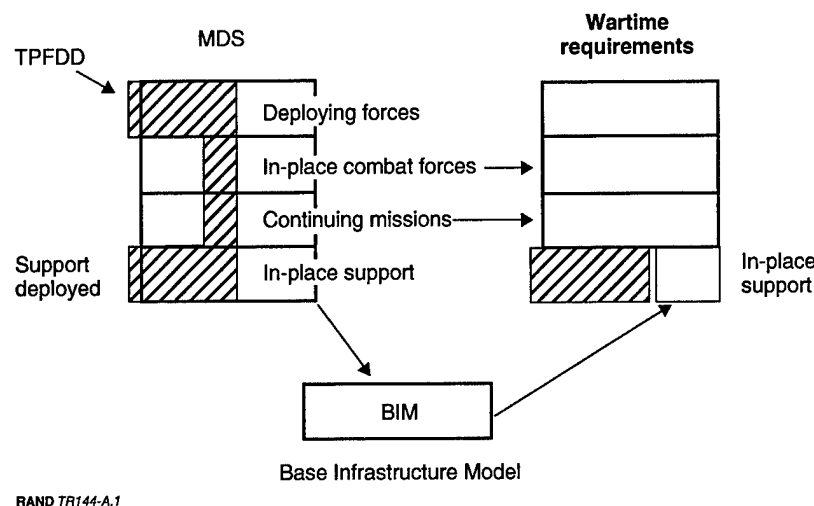 MDS
Wartime
requirements
TPFDD
Deploying forces
In-place combat forces
Continuing missions
Support
deployed
In-place support
In-place
support
BIM
Base Infrastructure Model
RAND TR144-A.1